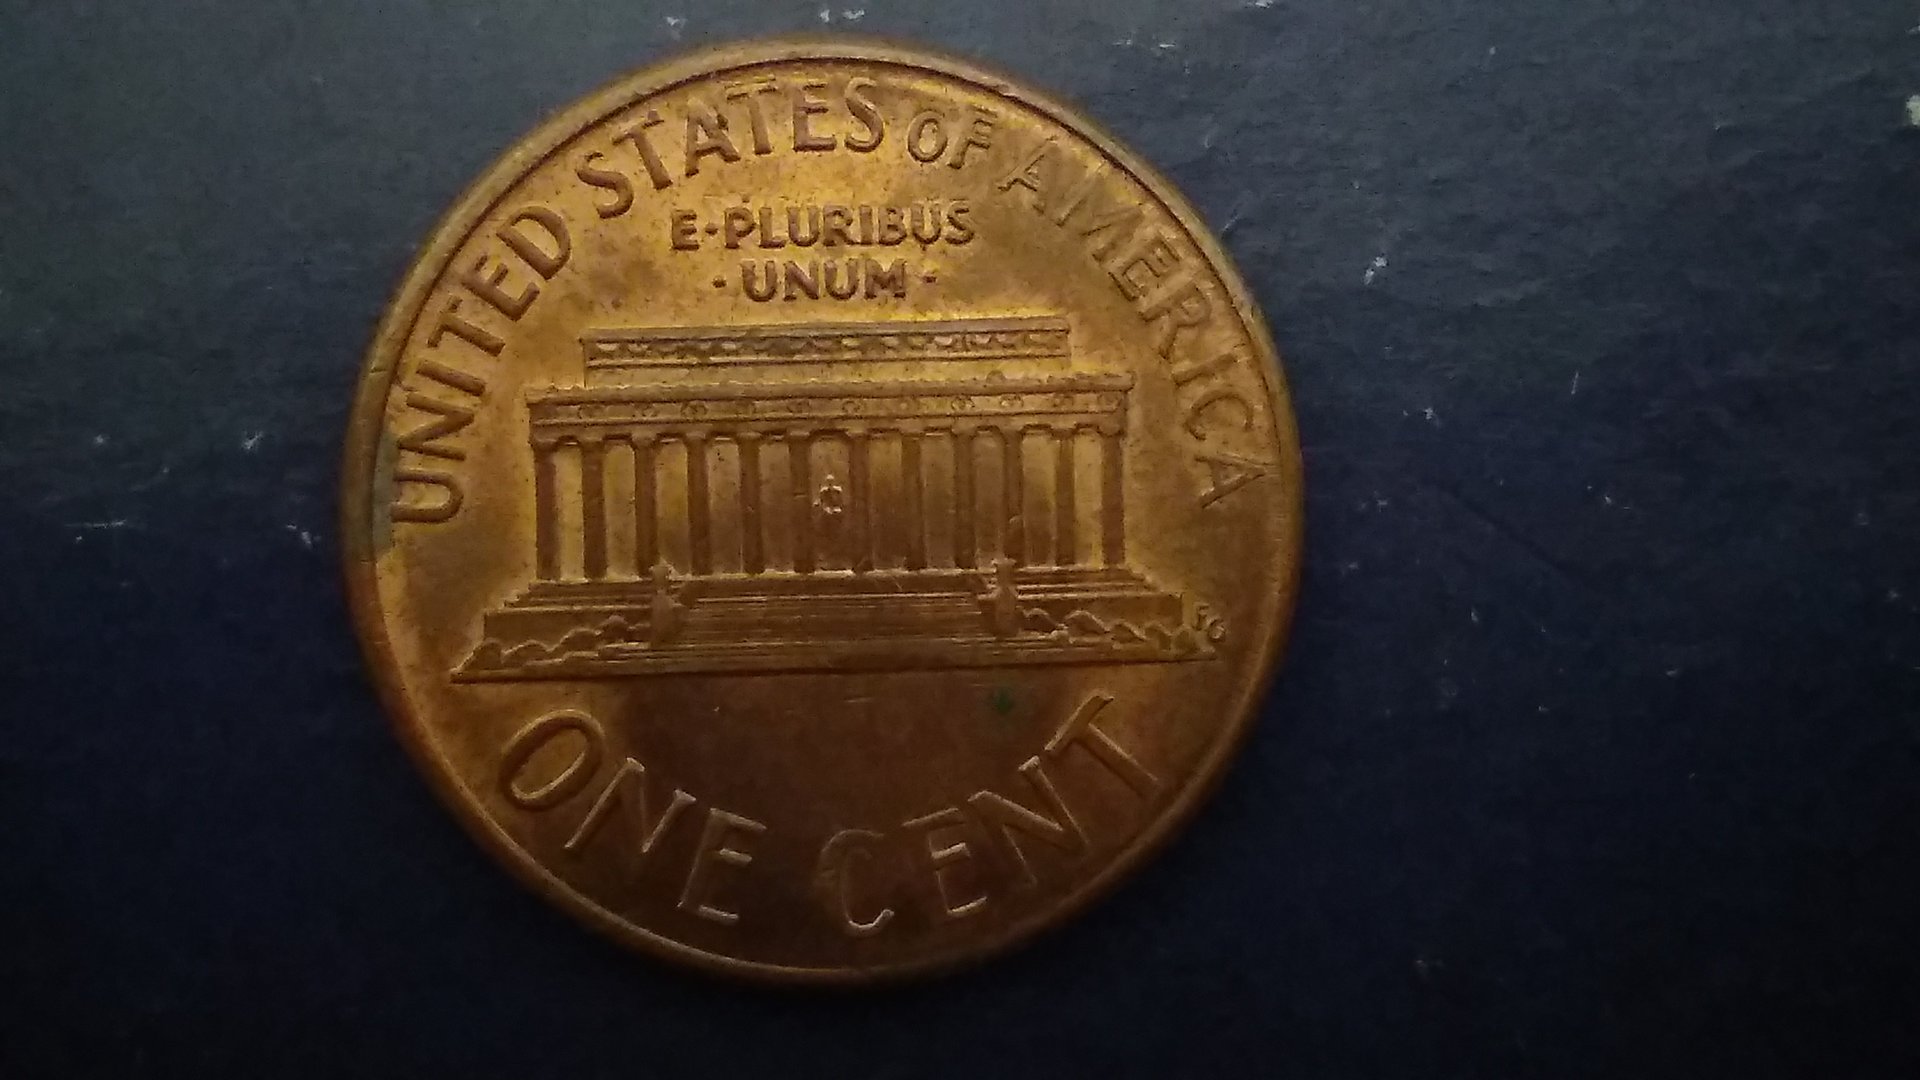 UNITED STATES OF AMERICA
E·PLURIBUS
·UNUM·
FG
ONE CENT